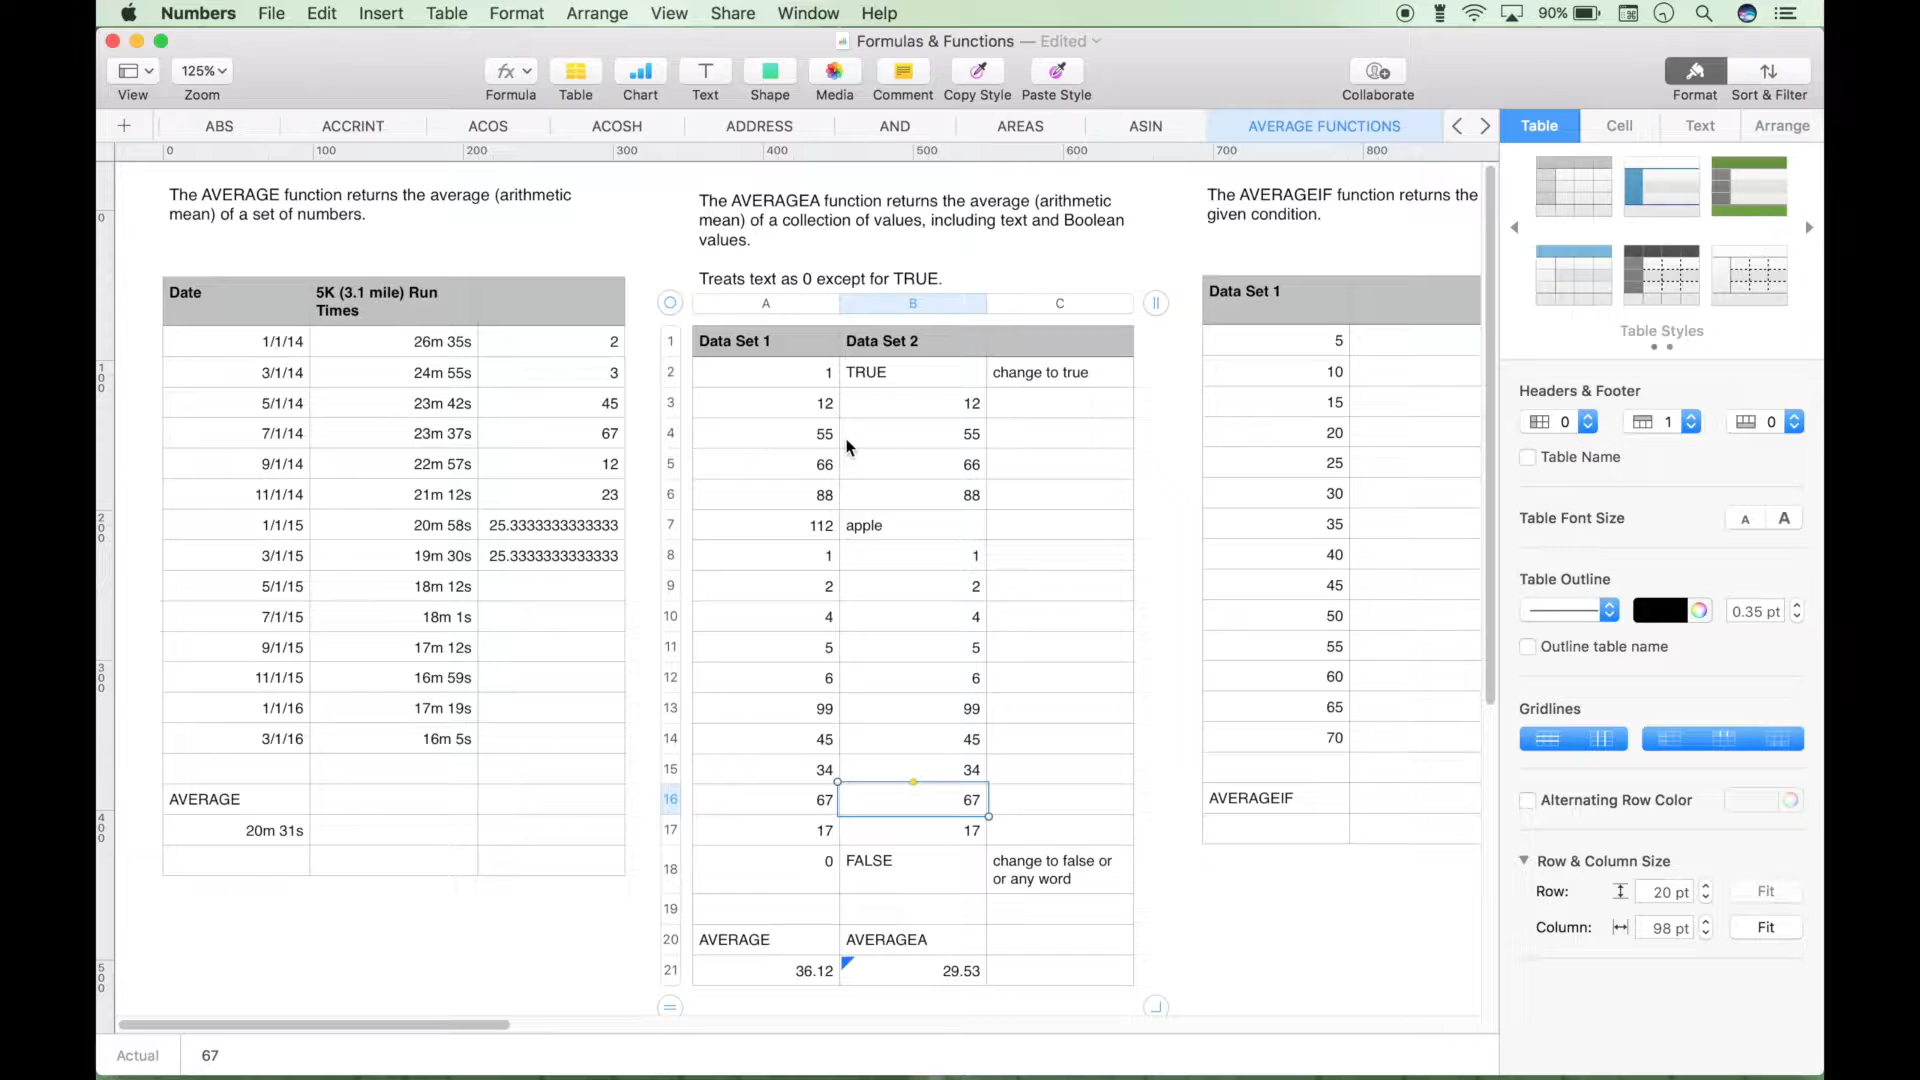 Numbers File Edit Insert Table Format Arrange View Share Window Help 90%
Formulas & Functions — Edited
125%
View Zoom Formula Table Chart Text Shape Media Comment Copy Style Paste Style Collaborate Format Sort & Filter
ABS ACCRINT ACOS ACOSH ADDRESS AND AREAS ASIN AVERAGE FUNCTIONS
Table Cell Text Arrange
0 100 200 300 400 500 600 700 800
0
100
200
300
400
500
The AVERAGE function returns the average (arithmetic
mean) of a set of numbers.
Date 5K (3.1 mile) Run
Times
1/1/14 26m 35s 2
3/1/14 24m 55s 3
5/1/14 23m 42s 45
7/1/14 23m 37s 67
9/1/14 22m 57s 12
11/1/14 21m 12s 23
1/1/15 20m 58s 25.3333333333333
3/1/15 19m 30s 25.3333333333333
5/1/15 18m 12s
7/1/15 18m 1s
9/1/15 17m 12s
11/1/15 16m 59s
1/1/16 17m 19s
3/1/16 16m 5s
AVERAGE
20m 31s
The AVERAGEA function returns the average (arithmetic
mean) of a collection of values, including text and Boolean
values.
Treats text as 0 except for TRUE.
A B C
1 Data Set 1 Data Set 2
2 1 TRUE change to true
3 12 12
4 55 55
5 66 66
6 88 88
7 112 apple
8 1 1
9 2 2
10 4 4
11 5 5
12 6 6
13 99 99
14 45 45
15 34 34
16 67 67
17 17 17
18 0 FALSE change to false or
or any word
19
20 AVERAGE AVERAGEA
21 36.12 29.53
The AVERAGEIF function returns the
given condition.
Data Set 1
5
10
15
20
25
30
35
40
45
50
55
60
65
70
AVERAGEIF
Table Styles
Headers & Footer
0 1 0
Table Name
Table Font Size A A
Table Outline
0.35 pt
Outline table name
Gridlines
Alternating Row Color
Row & Column Size
Row: 20 pt Fit
Column: 98 pt Fit
Actual 67